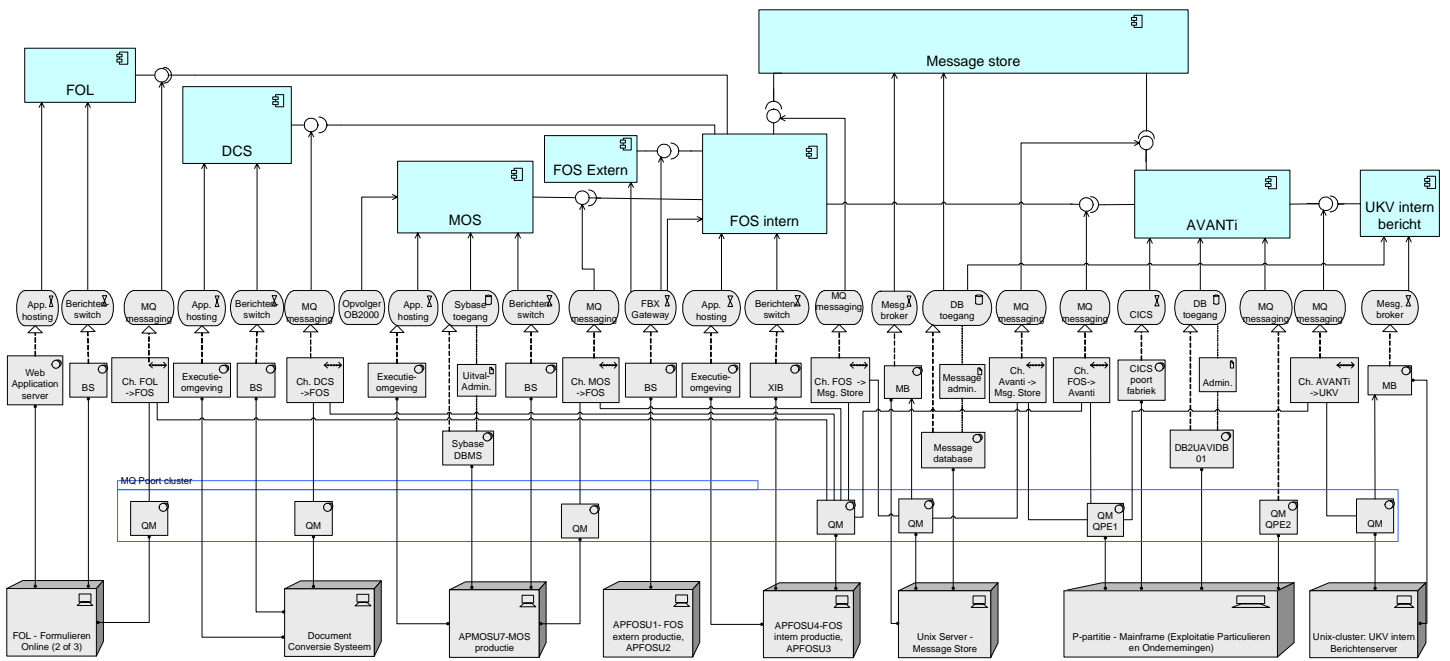 Message store
FOL
DCS
FOS Extern
MOS
FOS intern
AVANTi
UKV intern
bericht
App.
hosting
Berichten-
switch
MQ
messaging
App.
hosting
Berichten-
switch
MQ
messaging
Opvolger
OB2000
App.
hosting
Sybase
toegang
Berichten-
switch
MQ
messaging
FBX
Gateway
App.
hosting
Berichten-
switch
MQ
messaging
Mesg.
broker
DB
toegang
MQ
messaging
MQ
messaging
CICS
DB
toegang
MQ
messaging
MQ
messaging
Mesg.
broker
Web
Application
server
BS
Ch. FOL
->FOS
Executie-
omgeving
BS
Ch. DCS
->FOS
Executie-
omgeving
Uitval-
Admin.
BS
Ch. MOS
->FOS
BS
Executie-
omgeving
XIB
Ch. FOS ->
Msg. Store
MB
Message
admin.
Ch.
Avanti ->
Msg. Store
Ch.
FOS->
Avanti
CICS
poort
fabriek
Admin.
Ch. AVANTi
->UKV
MB
Sybase
DBMS
Message
database
DB2UAVIDB
01
MQ Poort cluster
QM
QM
QM
QM
QM
QM
QPE1
QM
QPE2
QM
FOL - Formulieren
Online (2 of 3)
Document
Conversie Systeem
APMOSU7-MOS
productie
APFOSU1- FOS
extern productie,
APFOSU2
APFOSU4-FOS
intern productie,
APFOSU3
Unix Server -
Message Store
P-partitie - Mainframe (Exploitatie Particulieren
en Ondernemingen)
Unix-cluster: UKV intern
Berichtenserver